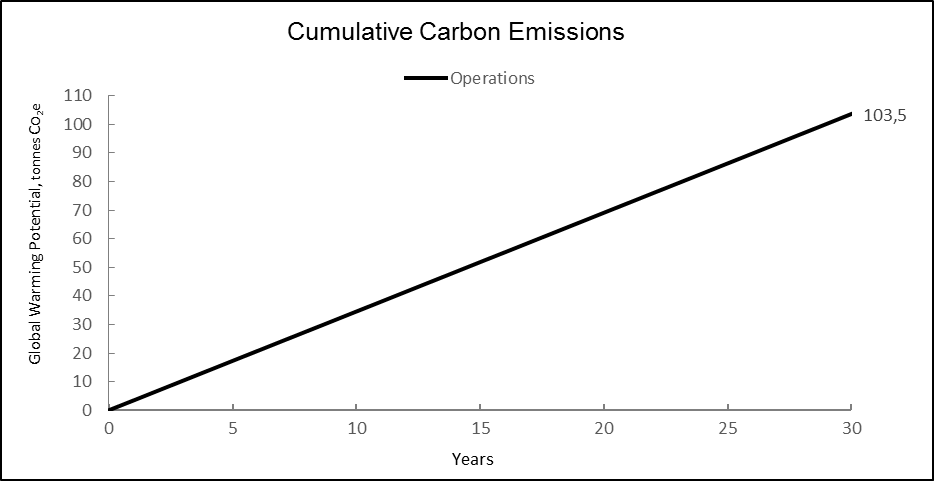 Cumulative Carbon Emissions
Operations
Global Warming Potential, tonnes Co₂e
110
100
90
80
70
60
50
40
30
20
10
0
103,5
0 5 10 15 20 25 30
Years